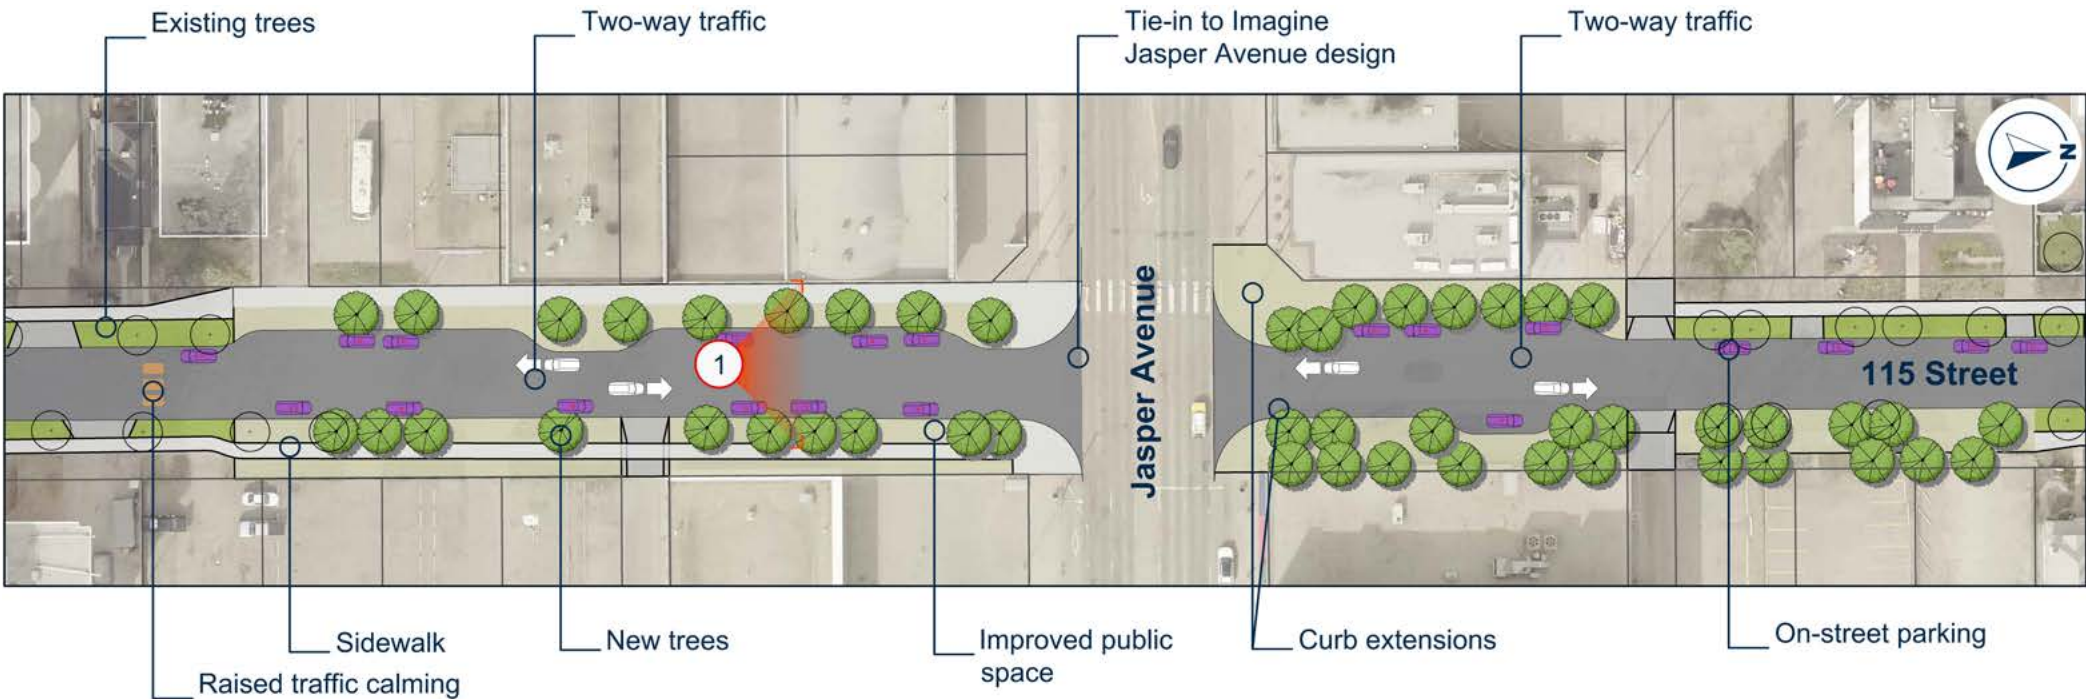 Existing trees
Two-way traffic
Tie-in to Imagine
Jasper Avenue design
Two-way traffic
N
1
Jasper Avenue
115 Street
Sidewalk
New trees
Improved public
space
Curb extensions
On-street parking
Raised traffic calming